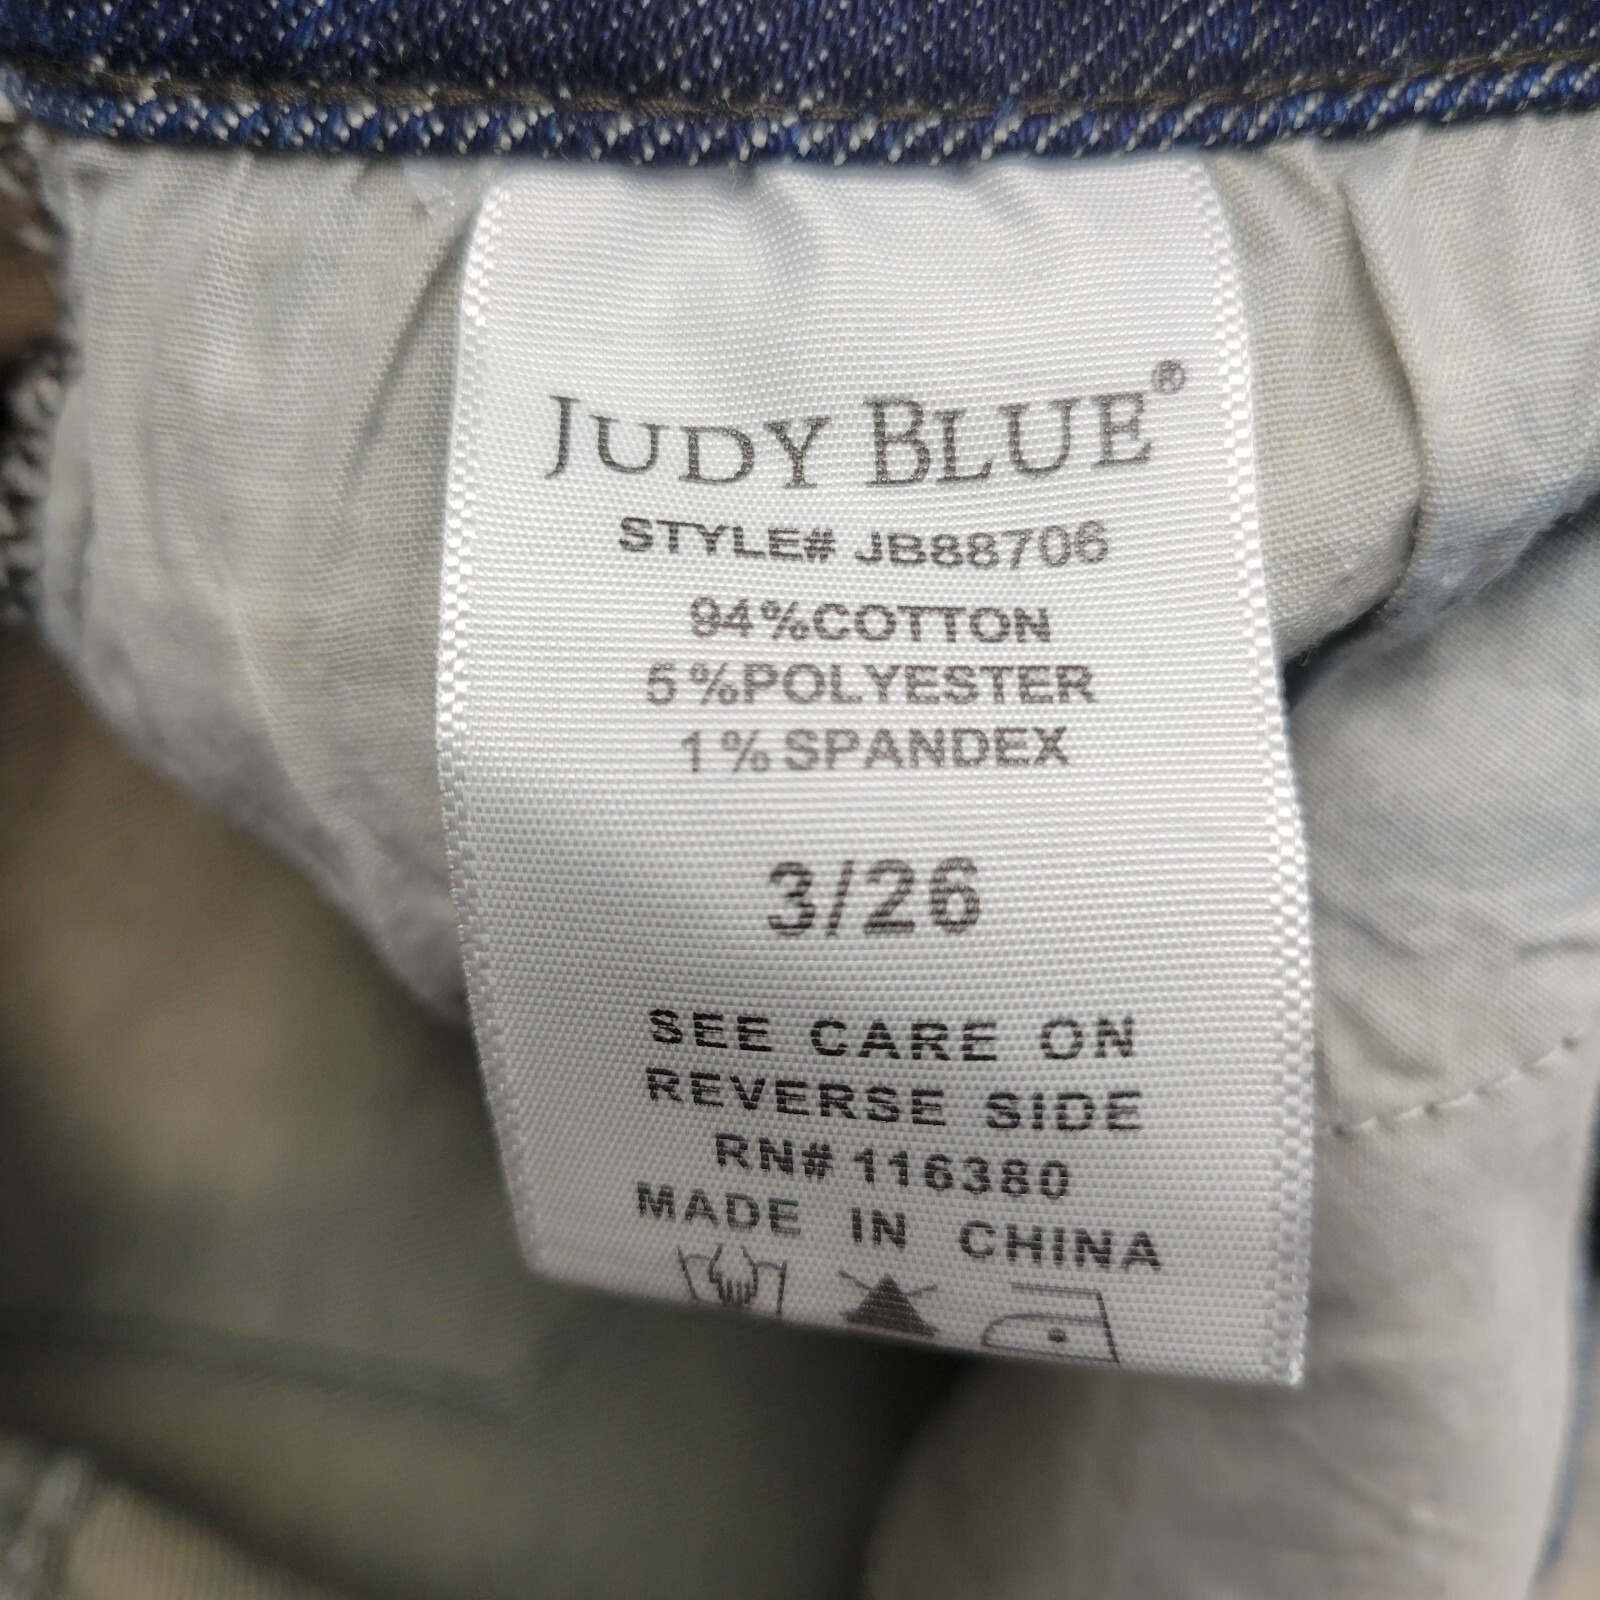 JUDY BLUE®
STYLE# JB88706
94%COTTON
5%POLYESTER
1%SPANDEX
3/26
SEE CARE ON
REVERSE SIDE
RN# 116380
MADE IN CHINA